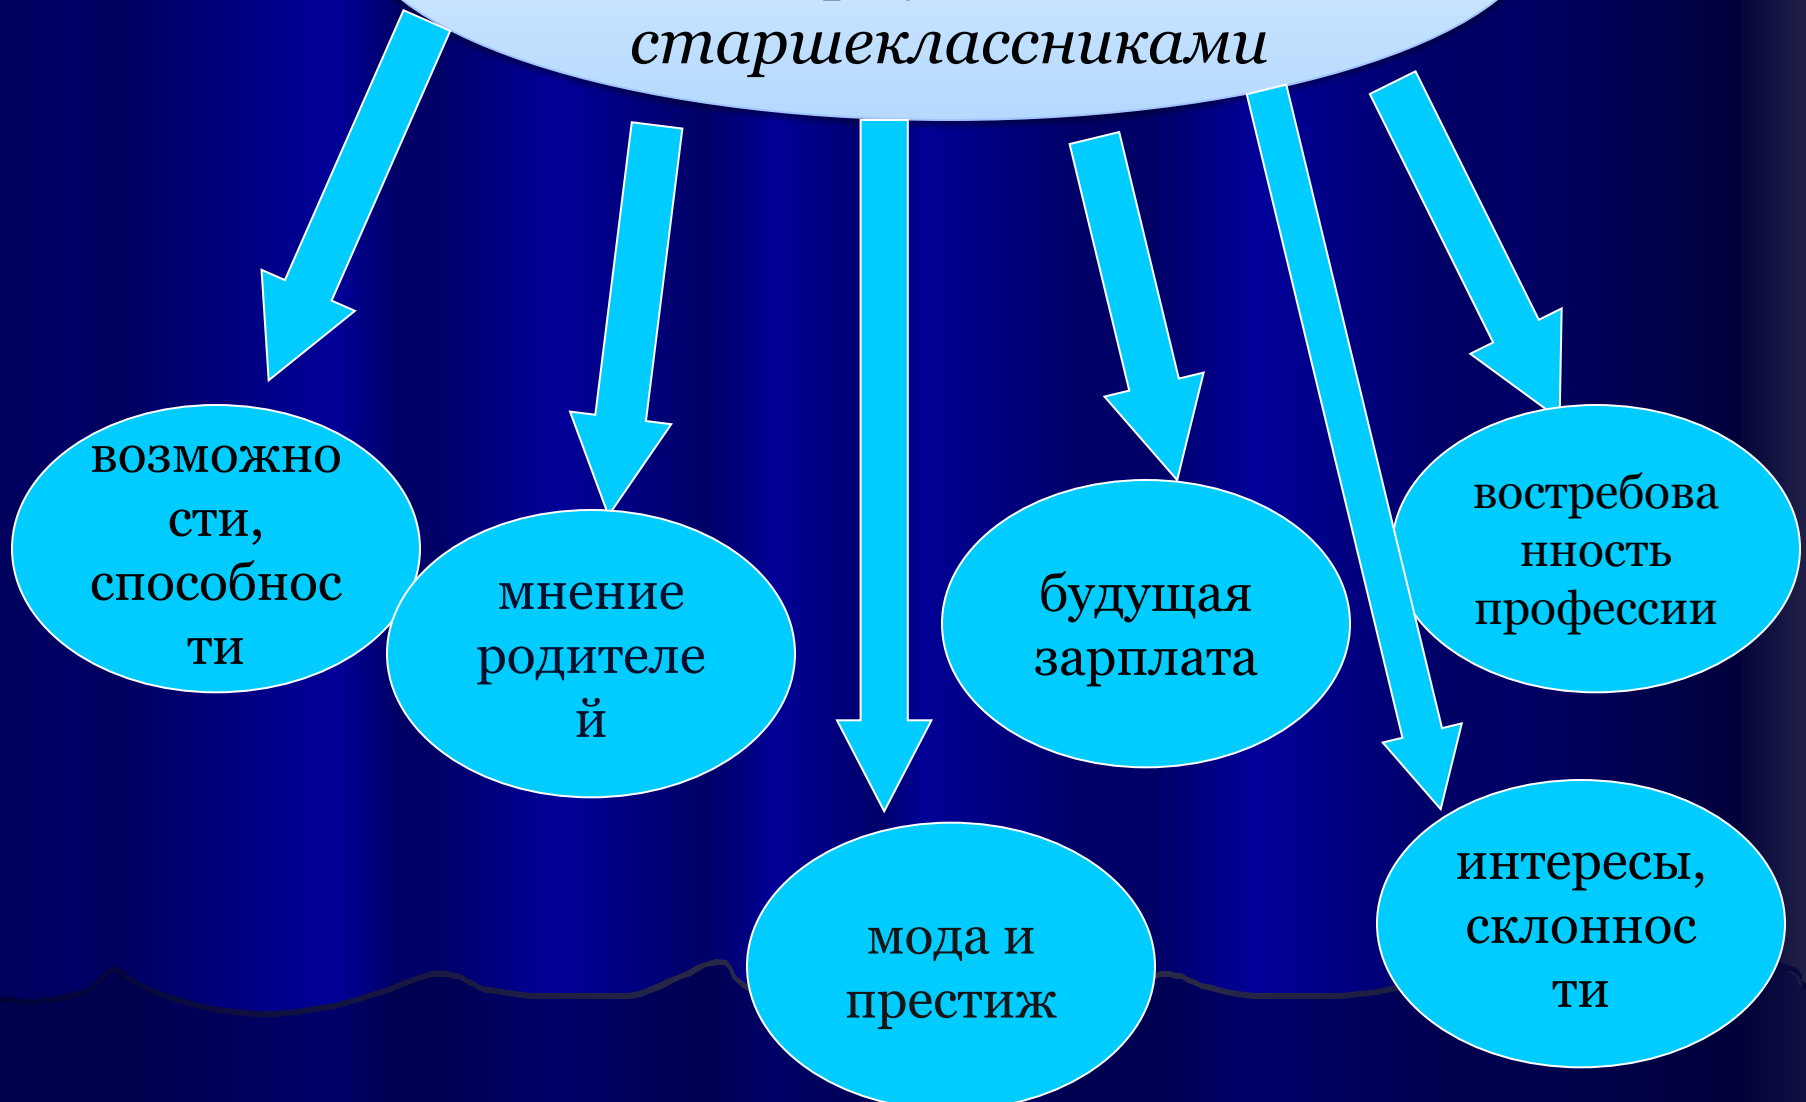 старшеклассниками
возможно
сти,
способнос
ти
мнение
родителе
й
мода и
престиж
будущая
зарплата
востребова
нность
профессии
интересы,
склоннос
ти